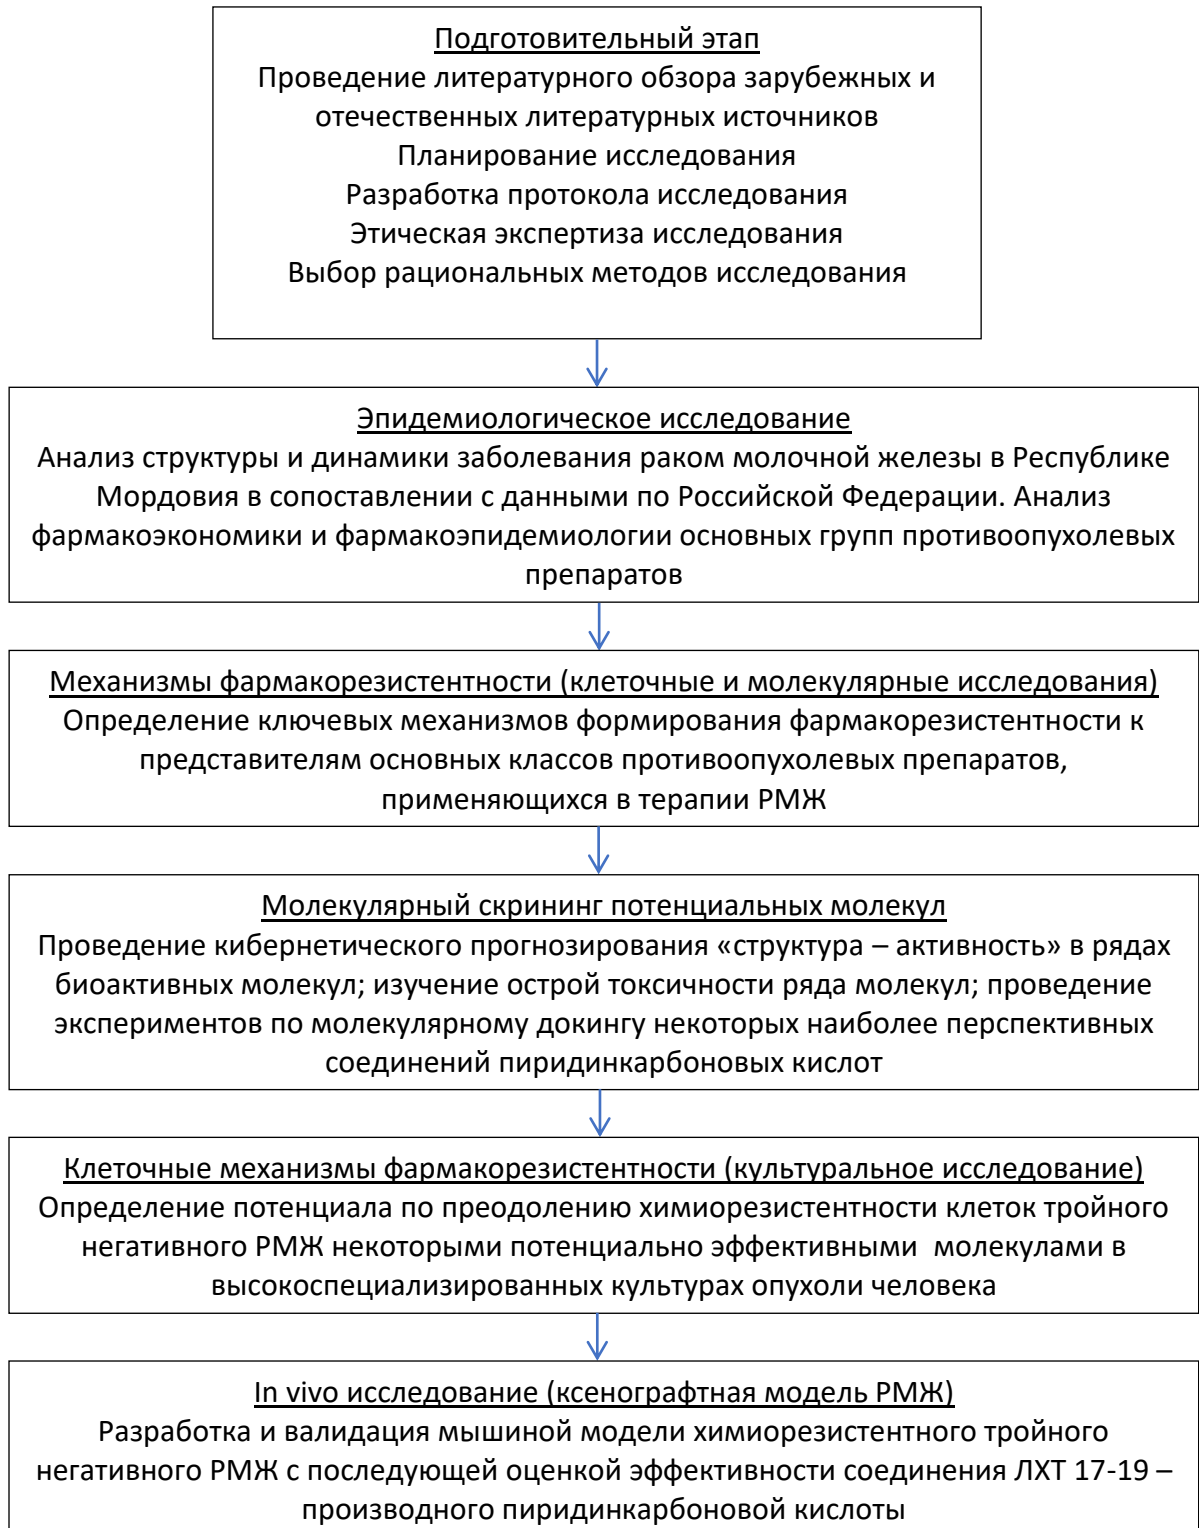 Подготовительный этап
Проведение литературного обзора зарубежных и
отечественных литературных источников
Планирование исследования
Разработка протокола исследования
Этическая экспертиза исследования
Выбор рациональных методов исследования
Эпидемиологическое исследование
Анализ структуры и динамики заболевания раком молочной железы в Республике
Мордовия в сопоставлении с данными по Российской Федерации. Анализ
фармакоэкономики и фармакоэпидемиологии основных групп противоопухолевых
препаратов
Механизмы фармакорезистентности (клеточные и молекулярные исследования)
Определение ключевых механизмов формирования фармакорезистентности к
представителям основных классов противоопухолевых препаратов,
применяющихся в терапии РМЖ
Молекулярный скрининг потенциальных молекул
Проведение кибернетического прогнозирования «структура – активность» в рядах
биоактивных молекул; изучение острой токсичности ряда молекул; проведение
экспериментов по молекулярному докингу некоторых наиболее перспективных
соединений пиридинкарбоновых кислот
Клеточные механизмы фармакорезистентности (культуральное исследование)
Определение потенциала по преодолению химиорезистентности клеток тройного
негативного РМЖ некоторыми потенциально эффективными молекулами в
высокоспециализированных культурах опухоли человека
In vivo исследование (ксенографтная модель РМЖ)
Разработка и валидация мышиной модели химиорезистентного тройного
негативного РМЖ с последующей оценкой эффективности соединения ЛХТ 17-19 –
производного пиридинкарбоновой кислоты